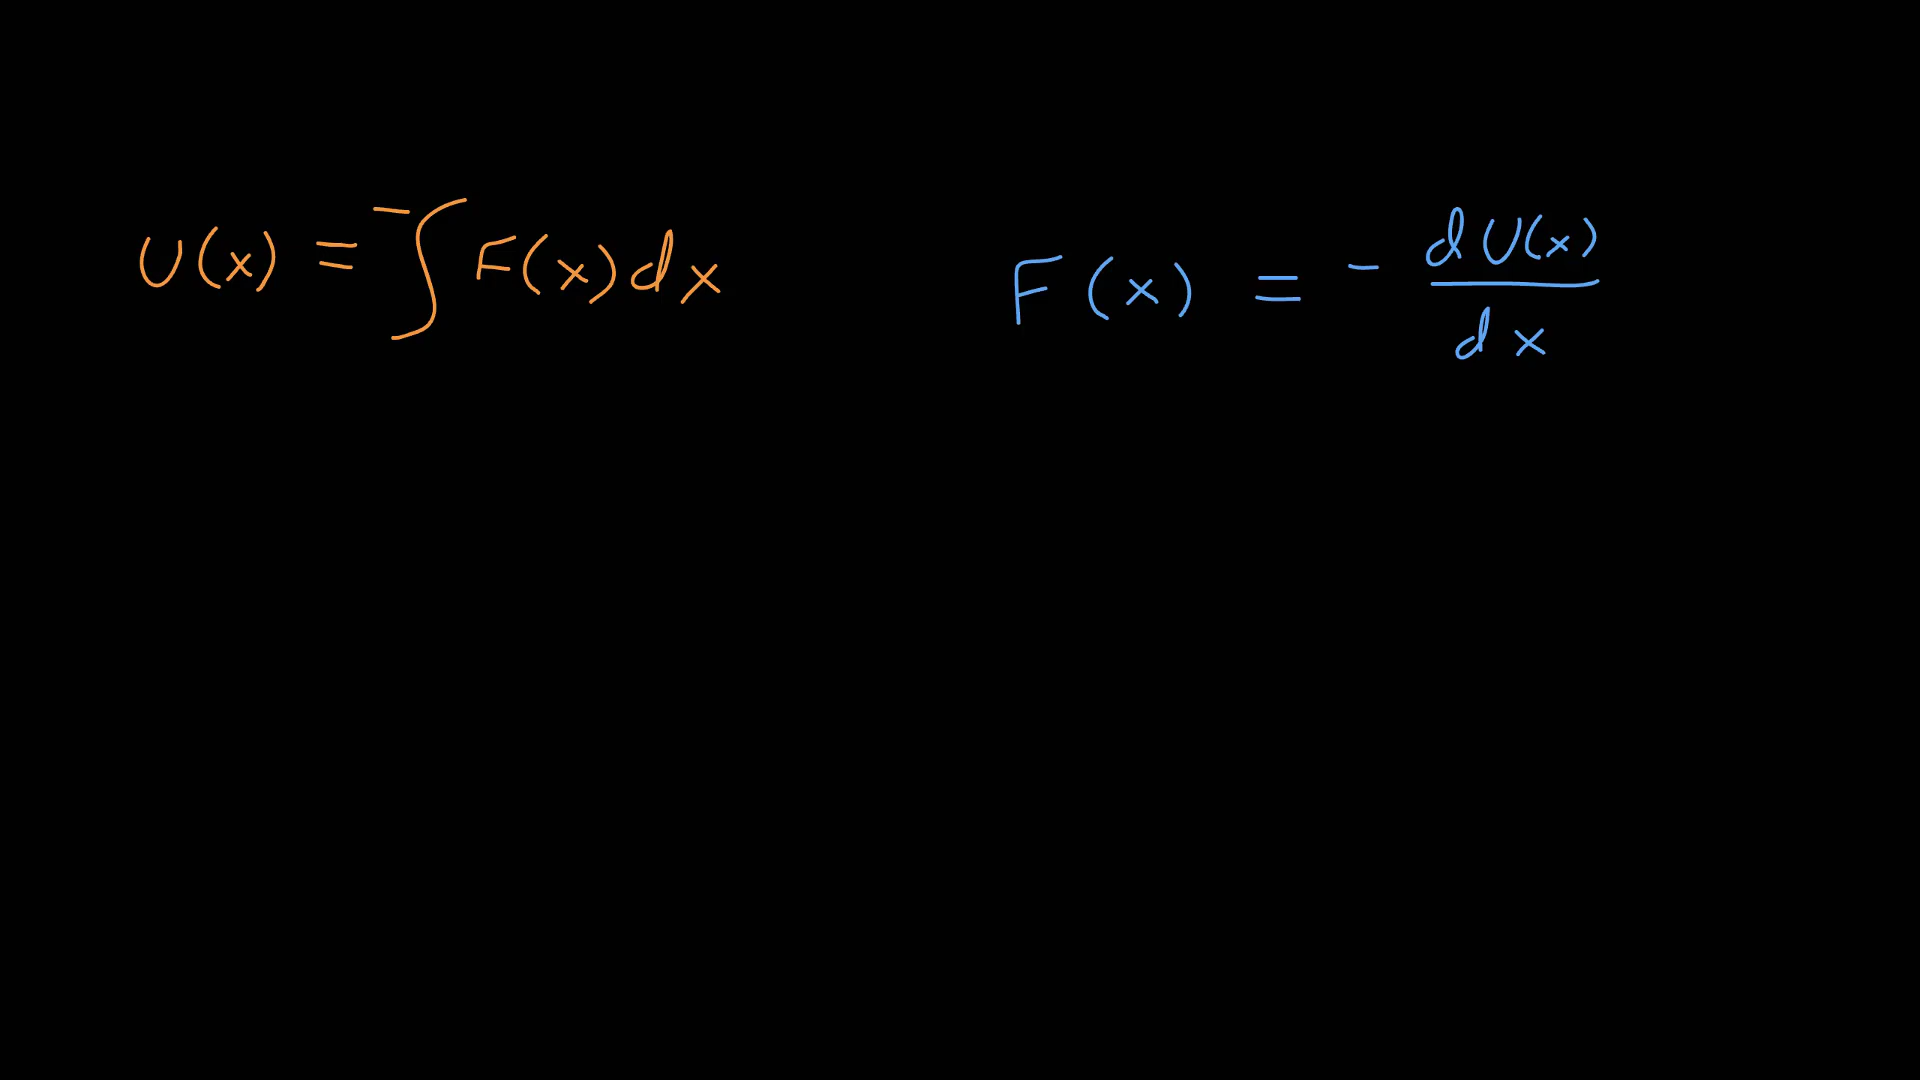 U(x) = -∫F(x)dx
F(x) = - dU(x)/dx